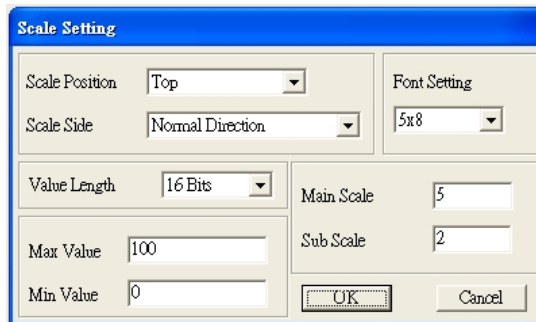 Scale Setting
Scale Position Top
Scale Side Normal Direction
Font Setting
5x8
Value Length 16 Bits
Max Value 100
Min Value 0
Main Scale 5
Sub Scale 2
OK Cancel